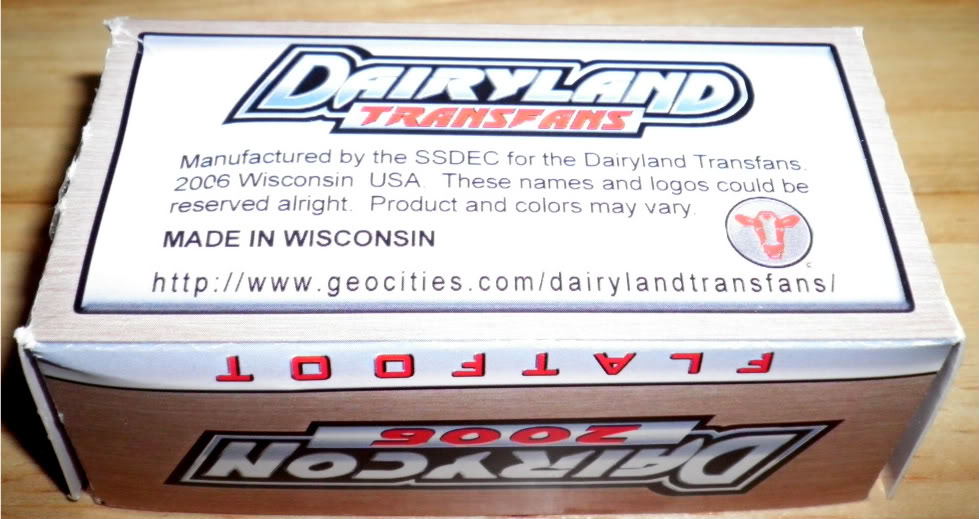 DAIRYLAND
TRANSFANS
Manufactured by the SSDEC for the Dairyland Transfans.
2006 Wisconsin USA. These names and logos could be
reserved alright. Product and colors may vary.
MADE IN WISCONSIN
http://www.geocities.com/dairylandtransfans/
FLATFOOT
DAIRYCON
2006